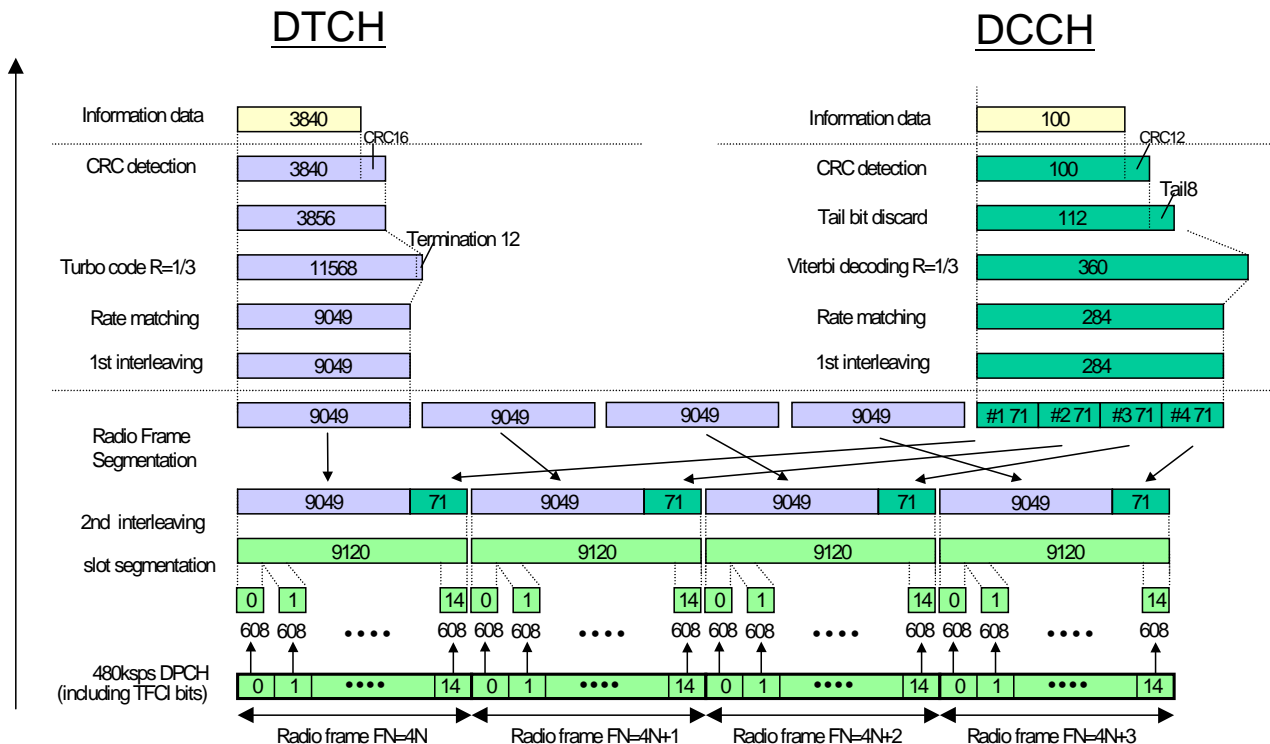 DTCH DCCH
Information data 3840 Information data 100
CRC16 CRC12
CRC detection 3840 CRC detection 100
Tail8
3856 Tail bit discard 112
Termination 12
Turbo code R=1/3 11568 Viterbi decoding R=1/3 360
Rate matching 9049 Rate matching 284
1st interleaving 9049 1st interleaving 284
9049 9049 9049 9049 #1 71 #2 71 #3 71 #4 71
Radio Frame
Segmentation
9049 71 9049 71 9049 71 9049 71
2nd interleaving
9120 9120 9120 9120
slot segmentation
0 1 14 0 1 14 0 1 14 0 1 14
608 608 •••• 608 608 608 •••• 608 608 608 •••• 608 608 608 •••• 608
480ksps DPCH
(including TFCI bits)
0 1 •••• 14 0 1 •••• 14 0 1 •••• 14 0 1 •••• 14
Radio frame FN=4N Radio frame FN=4N+1 Radio frame FN=4N+2 Radio frame FN=4N+3